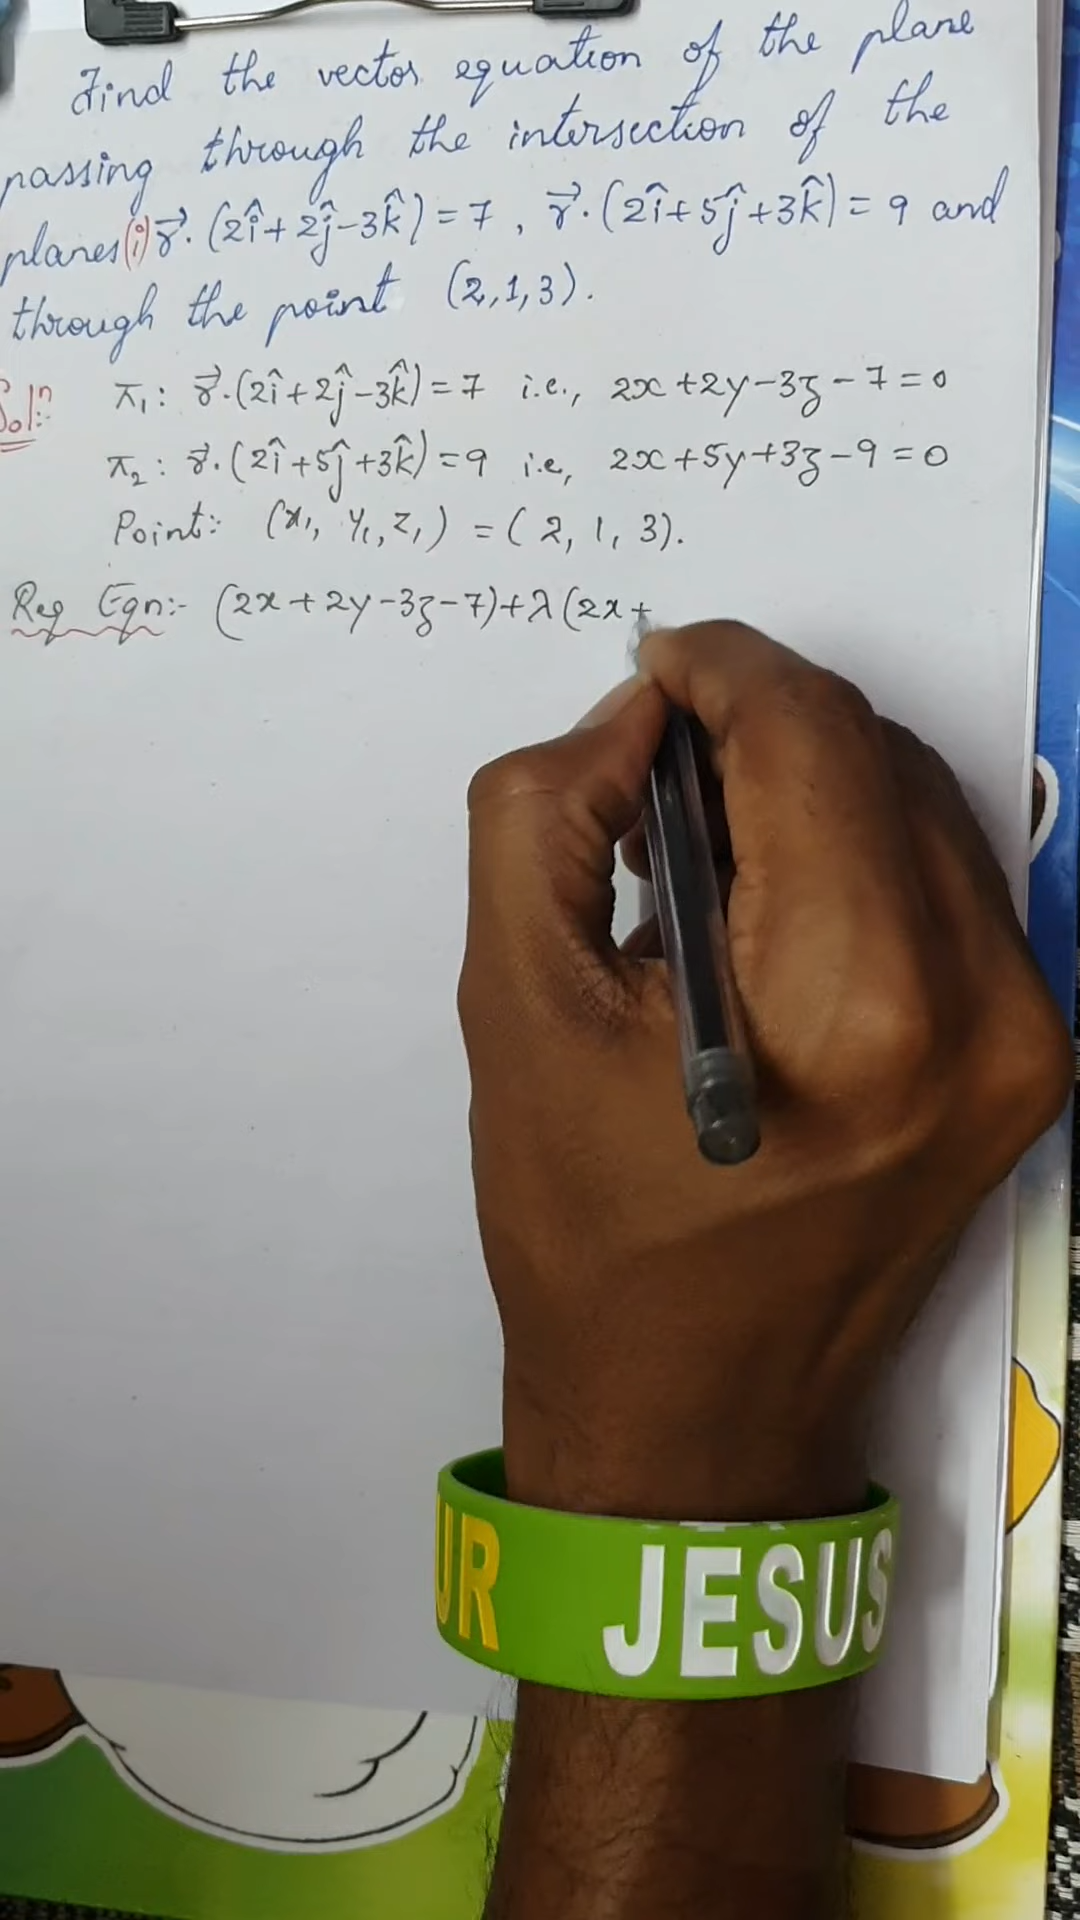 Find the vector equation of the plane
passing through the intersection of the
planes (i) r⃗. (2î + 2ĵ - 3k̂) = 7 , r⃗. (2î + 5ĵ + 3k̂) = 9 and
through the point (2,1,3).
Solⁿ: π₁ : r⃗.(2î + 2ĵ - 3k̂) = 7 i.e., 2x + 2y - 3z - 7 = 0
π₂ : r⃗. (2î + 5ĵ + 3k̂) = 9 i.e, 2x + 5y + 3z - 9 = 0
Point:- (x₁, y₁, z₁) = (2, 1, 3).
Req Eqn:- (2x + 2y - 3z - 7) + λ (2x +
UR JESUS